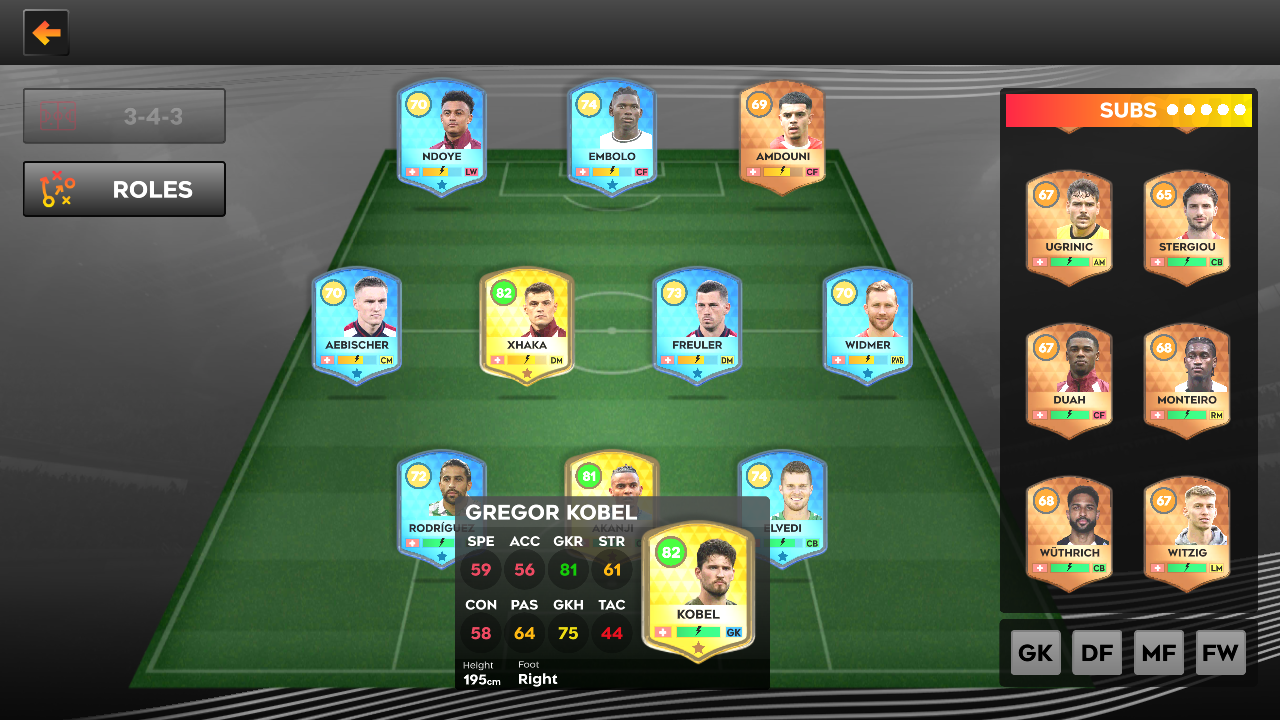 3-4-3
ROLES
70
NDOYE
LW
74
EMBOLO
CF
69
AMDOUNI
CF
70
AEBISCHER
CM
82
XHAKA
DM
73
FREULER
DM
70
WIDMER
RWB
72
RODRÍGUEZ
81
AKANJI
74
ELVEDI
CB
GREGOR KOBEL
SPE ACC GKR STR
59 56 81 61
CON PAS GKH TAC
58 64 75 44
Height Foot
195cm Right
82
KOBEL
GK
SUBS
67
UGRINIC
AM
65
STERGIOU
CB
67
DUAH
CF
68
MONTEIRO
RM
68
WÜTHRICH
CB
67
WITZIG
LM
GK DF MF FW